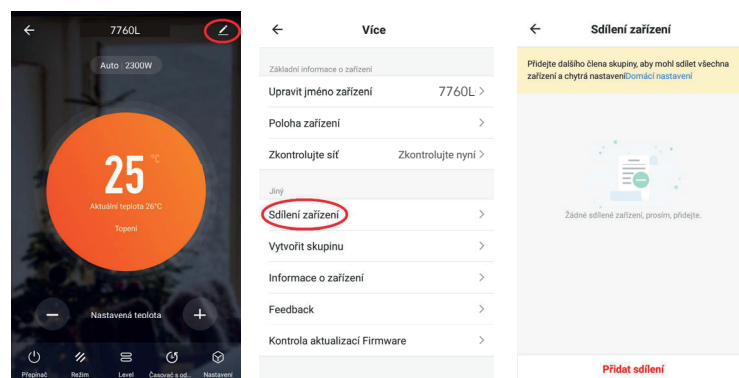 7760L
Auto 2300W
25 °C
Aktuální teplota 26°C
Topení
Nastavená teplota
Přepínač
Režim
Level
Časovač s od...
Nastavení
Více
Základní informace o zařízení
Upravit jméno zařízení 7760L
Poloha zařízení
Zkontrolujte síť Zkontrolujte nyní
Jiný
Sdílení zařízení
Vytvořit skupinu
Informace o zařízení
Feedback
Kontrola aktualizací Firmware
Sdílení zařízení
Přidejte dalšího člena skupiny, aby mohl sdílet všechna
zařízení a chytrá nastaveníDomácí nastavení
Žádné sdílené zařízení, prosím, přidejte.
Přidat sdílení